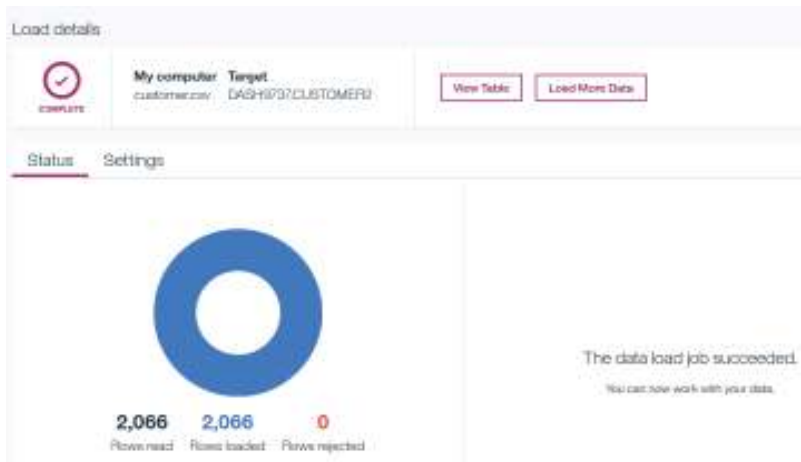 Load details
COMPLETE
My computer Target
customer.csv DASH9737.CUSTOMER2
View Table Load More Data
Status Settings
The data load job succeeded.
You can now work with your data.
2,066 2,066 0
Rows read Rows loaded Rows rejected